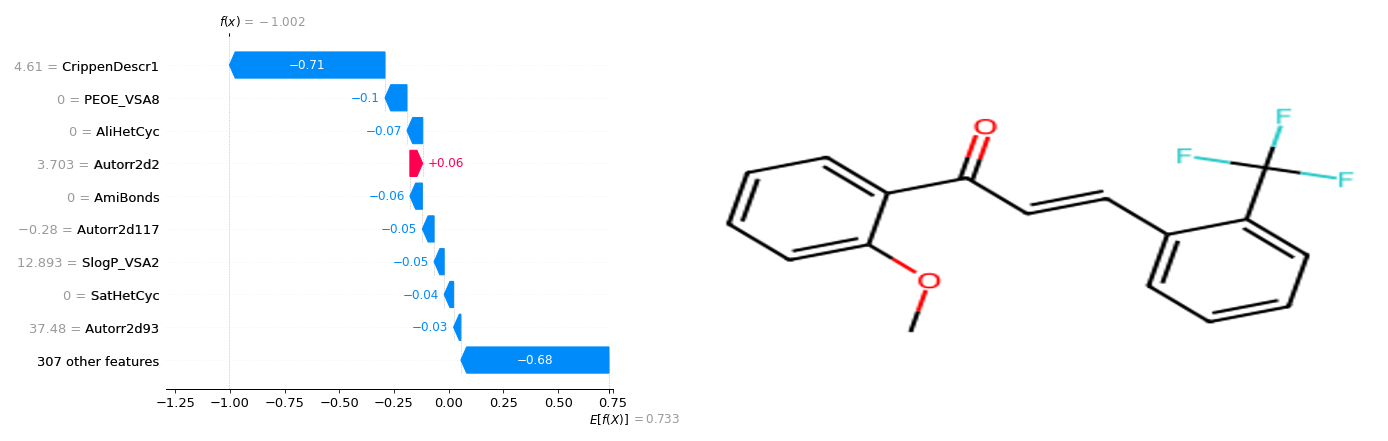 f(x) = −1.002
4.61 = CrippenDescr1
−0.71
0 = PEOE_VSA8
−0.1
0 = AliHetCyc
−0.07
3.703 = Autorr2d2
+0.06
0 = AmiBonds
−0.06
−0.28 = Autorr2d117
−0.05
12.893 = SlogP_VSA2
−0.05
0 = SatHetCyc
−0.04
37.48 = Autorr2d93
−0.03
307 other features
−0.68
−1.25 −1.00 −0.75 −0.50 −0.25 0.00 0.25 0.50 0.75
E[f(X)] = 0.733
O
F
F
F
O